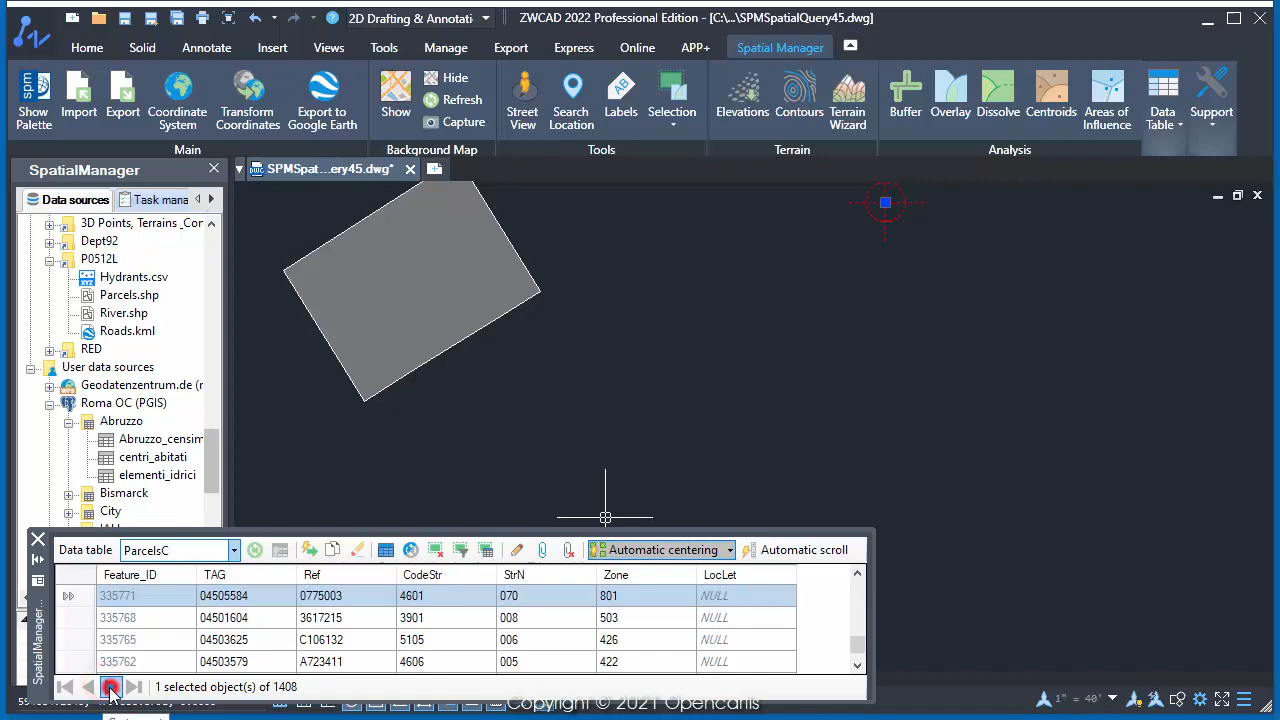 2D Drafting & Annotati
ZWCAD 2022 Professional Edition - [C:\...\SPMSpatialQuery45.dwg]
Home Solid Annotate Insert Views Tools Manage Export Express Online APP+ Spatial Manager
spm
Show Palette
Import
Export
Coordinate System
Transform Coordinates
Export to Google Earth
Show
Hide
Refresh
Capture
Street View
Search Location
Labels
Selection
Elevations
Contours
Terrain Wizard
Buffer
Overlay
Dissolve
Centroids
Areas of Influence
Data Table
Support
Main
Background Map
Tools
Terrain
Analysis
SpatialManager
SPMSpat...ery45.dwg*
Data sources
Task mana
3D Points, Terrains _Cor
Dept92
P0512L
Hydrants.csv
Parcels.shp
River.shp
Roads.kml
RED
User data sources
Geodatenzentrum.de (r
Roma OC (PGIS)
Abruzzo
Abruzzo_censim
centri_abitati
elementi_idrici
Bismarck
City
SpatialManager...
Data table ParcelsC Automatic centering Automatic scroll
Feature_ID TAG Ref CodeStr StrN Zone LocLet
335771 04505584 0775003 4601 070 801 NULL
335768 04501604 3617215 3901 008 503 NULL
335765 04503625 C106132 5105 006 426 NULL
335762 04503579 A723411 4606 005 422 NULL
1 selected object(s) of 1408
1" = 40'
Copyright © 2021 Opencartis